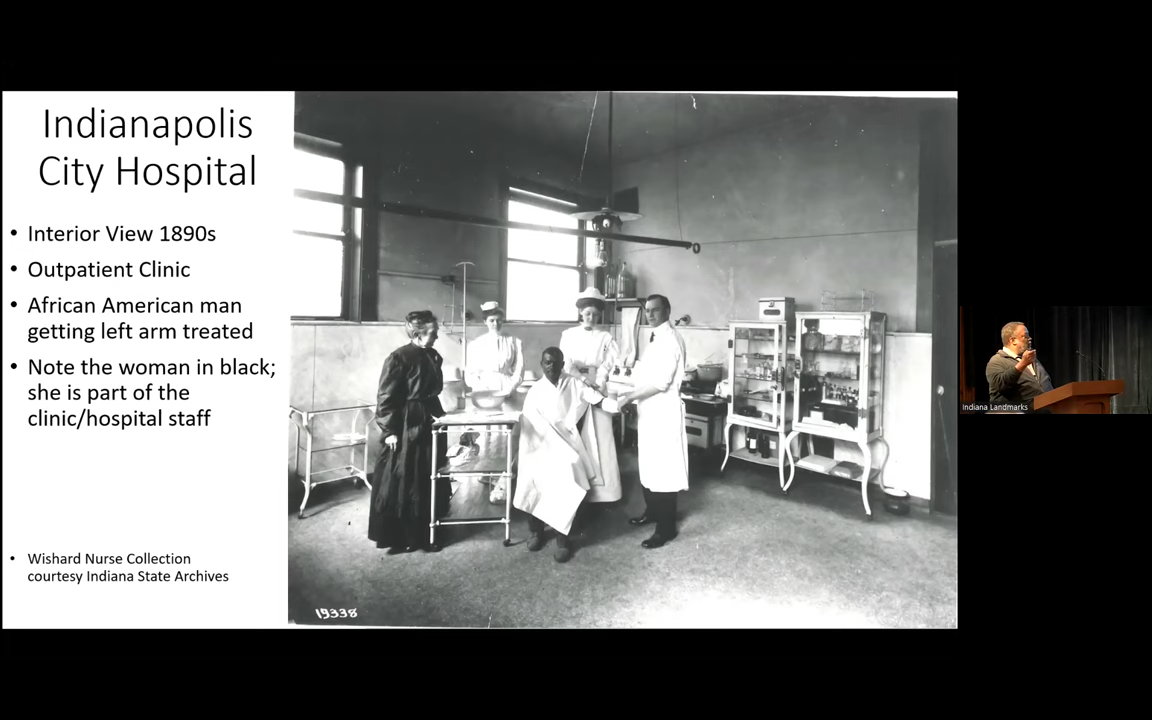 Indianapolis
City Hospital
• Interior View 1890s
• Outpatient Clinic
• African American man
getting left arm treated
• Note the woman in black;
she is part of the
clinic/hospital staff
• Wishard Nurse Collection
courtesy Indiana State Archives
19338
Indiana Landmarks